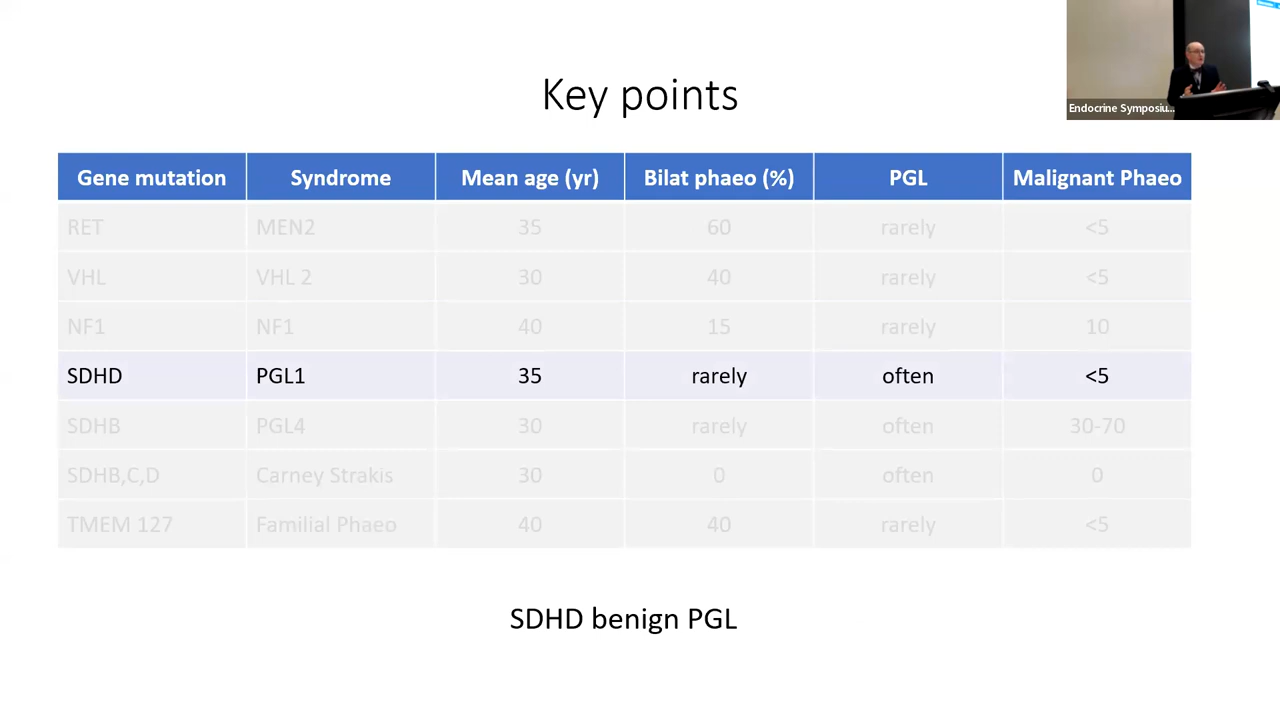 Endocrine Symposiu...
Key points
Gene mutation Syndrome Mean age (yr) Bilat phaeo (%) PGL Malignant Phaeo
RET MEN2 35 60 rarely <5
VHL VHL 2 30 40 rarely <5
NF1 NF1 40 15 rarely 10
SDHD PGL1 35 rarely often <5
SDHB PGL4 30 rarely often 30-70
SDHB,C,D Carney Strakis 30 0 often 0
TMEM 127 Familial Phaeo 40 40 rarely <5
SDHD benign PGL